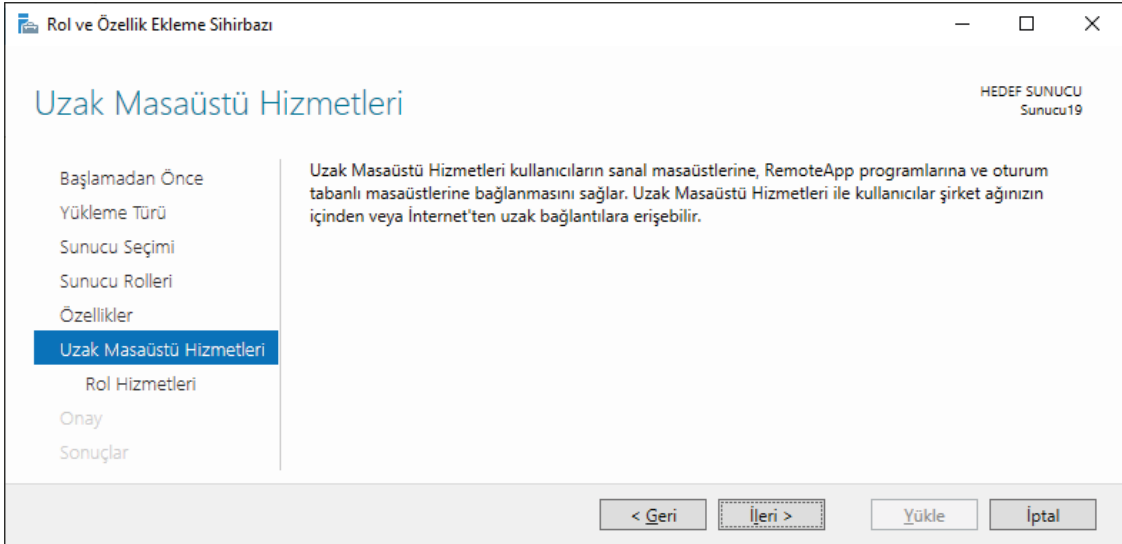 Rol ve Özellik Ekleme Sihirbazı
Uzak Masaüstü Hizmetleri
HEDEF SUNUCU
Sunucu19
Başlamadan Önce
Yükleme Türü
Sunucu Seçimi
Sunucu Rolleri
Özellikler
Uzak Masaüstü Hizmetleri
Rol Hizmetleri
Onay
Sonuçlar
Uzak Masaüstü Hizmetleri kullanıcıların sanal masaüstlerine, RemoteApp programlarına ve oturum
tabanlı masaüstlerine bağlanmasını sağlar. Uzak Masaüstü Hizmetleri ile kullanıcılar şirket ağınızın
içinden veya İnternet'ten uzak bağlantılara erişebilir.
< Geri
İleri >
Yükle
İptal